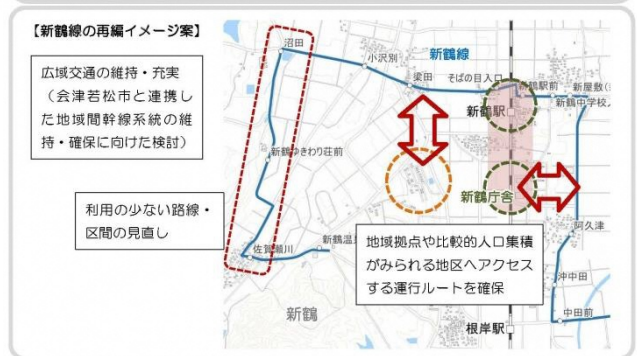 【新鶴線の再編イメージ案】
広域交通の維持・充実
（会津若松市と連携し
た地域間幹線系統の維
持・確保に向けた検討）
利用の少ない路線・
区間の見直し
沼田
小沢別
新鶴線
梁田
そばの目入口
新鶴駅前
新屋敷
新鶴中学校
新鶴駅
新鶴ゆきわり荘前
新鶴庁舎
阿久津
佐賀瀬川
新鶴温
地域拠点や比較的人口集積
がみられる地区へアクセス
する運行ルートを確保
沖中田
中田前
新鶴
根岸駅